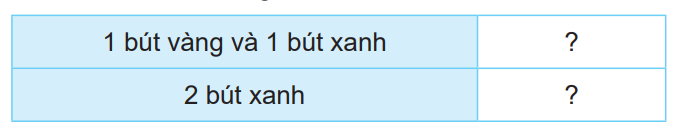 1 bút vàng và 1 bút xanh ?
2 bút xanh ?